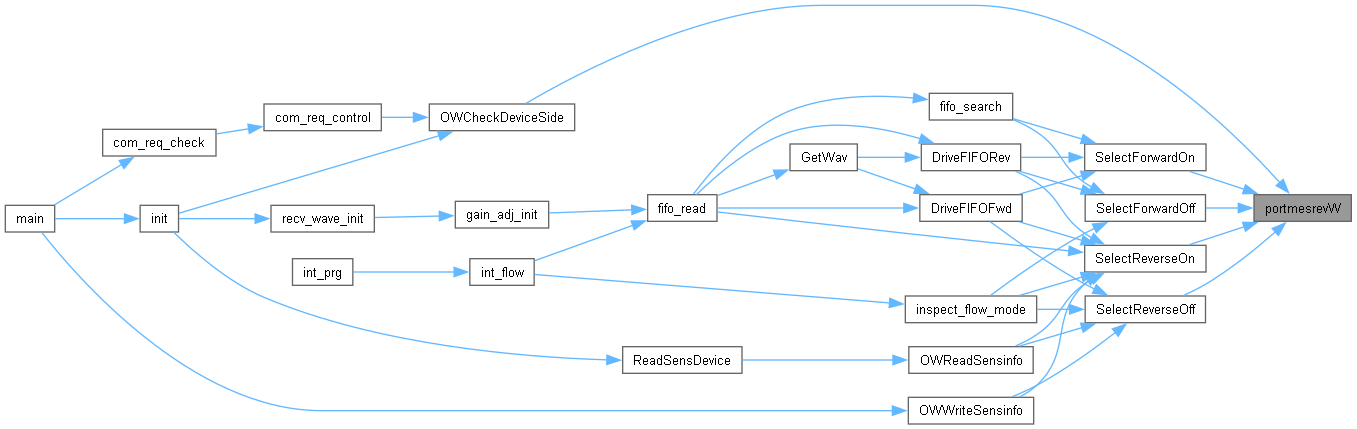 fifo_search
com_req_control
OWCheckDeviceSide
com_req_check
GetWav
DriveFIFORev
SelectForwardOn
main
init
recv_wave_init
gain_adj_init
fifo_read
DriveFIFOFwd
SelectForwardOff
portmesrevW
int_prg
int_flow
SelectReverseOn
inspect_flow_mode
SelectReverseOff
ReadSensDevice
OWReadSensinfo
OWWriteSensinfo